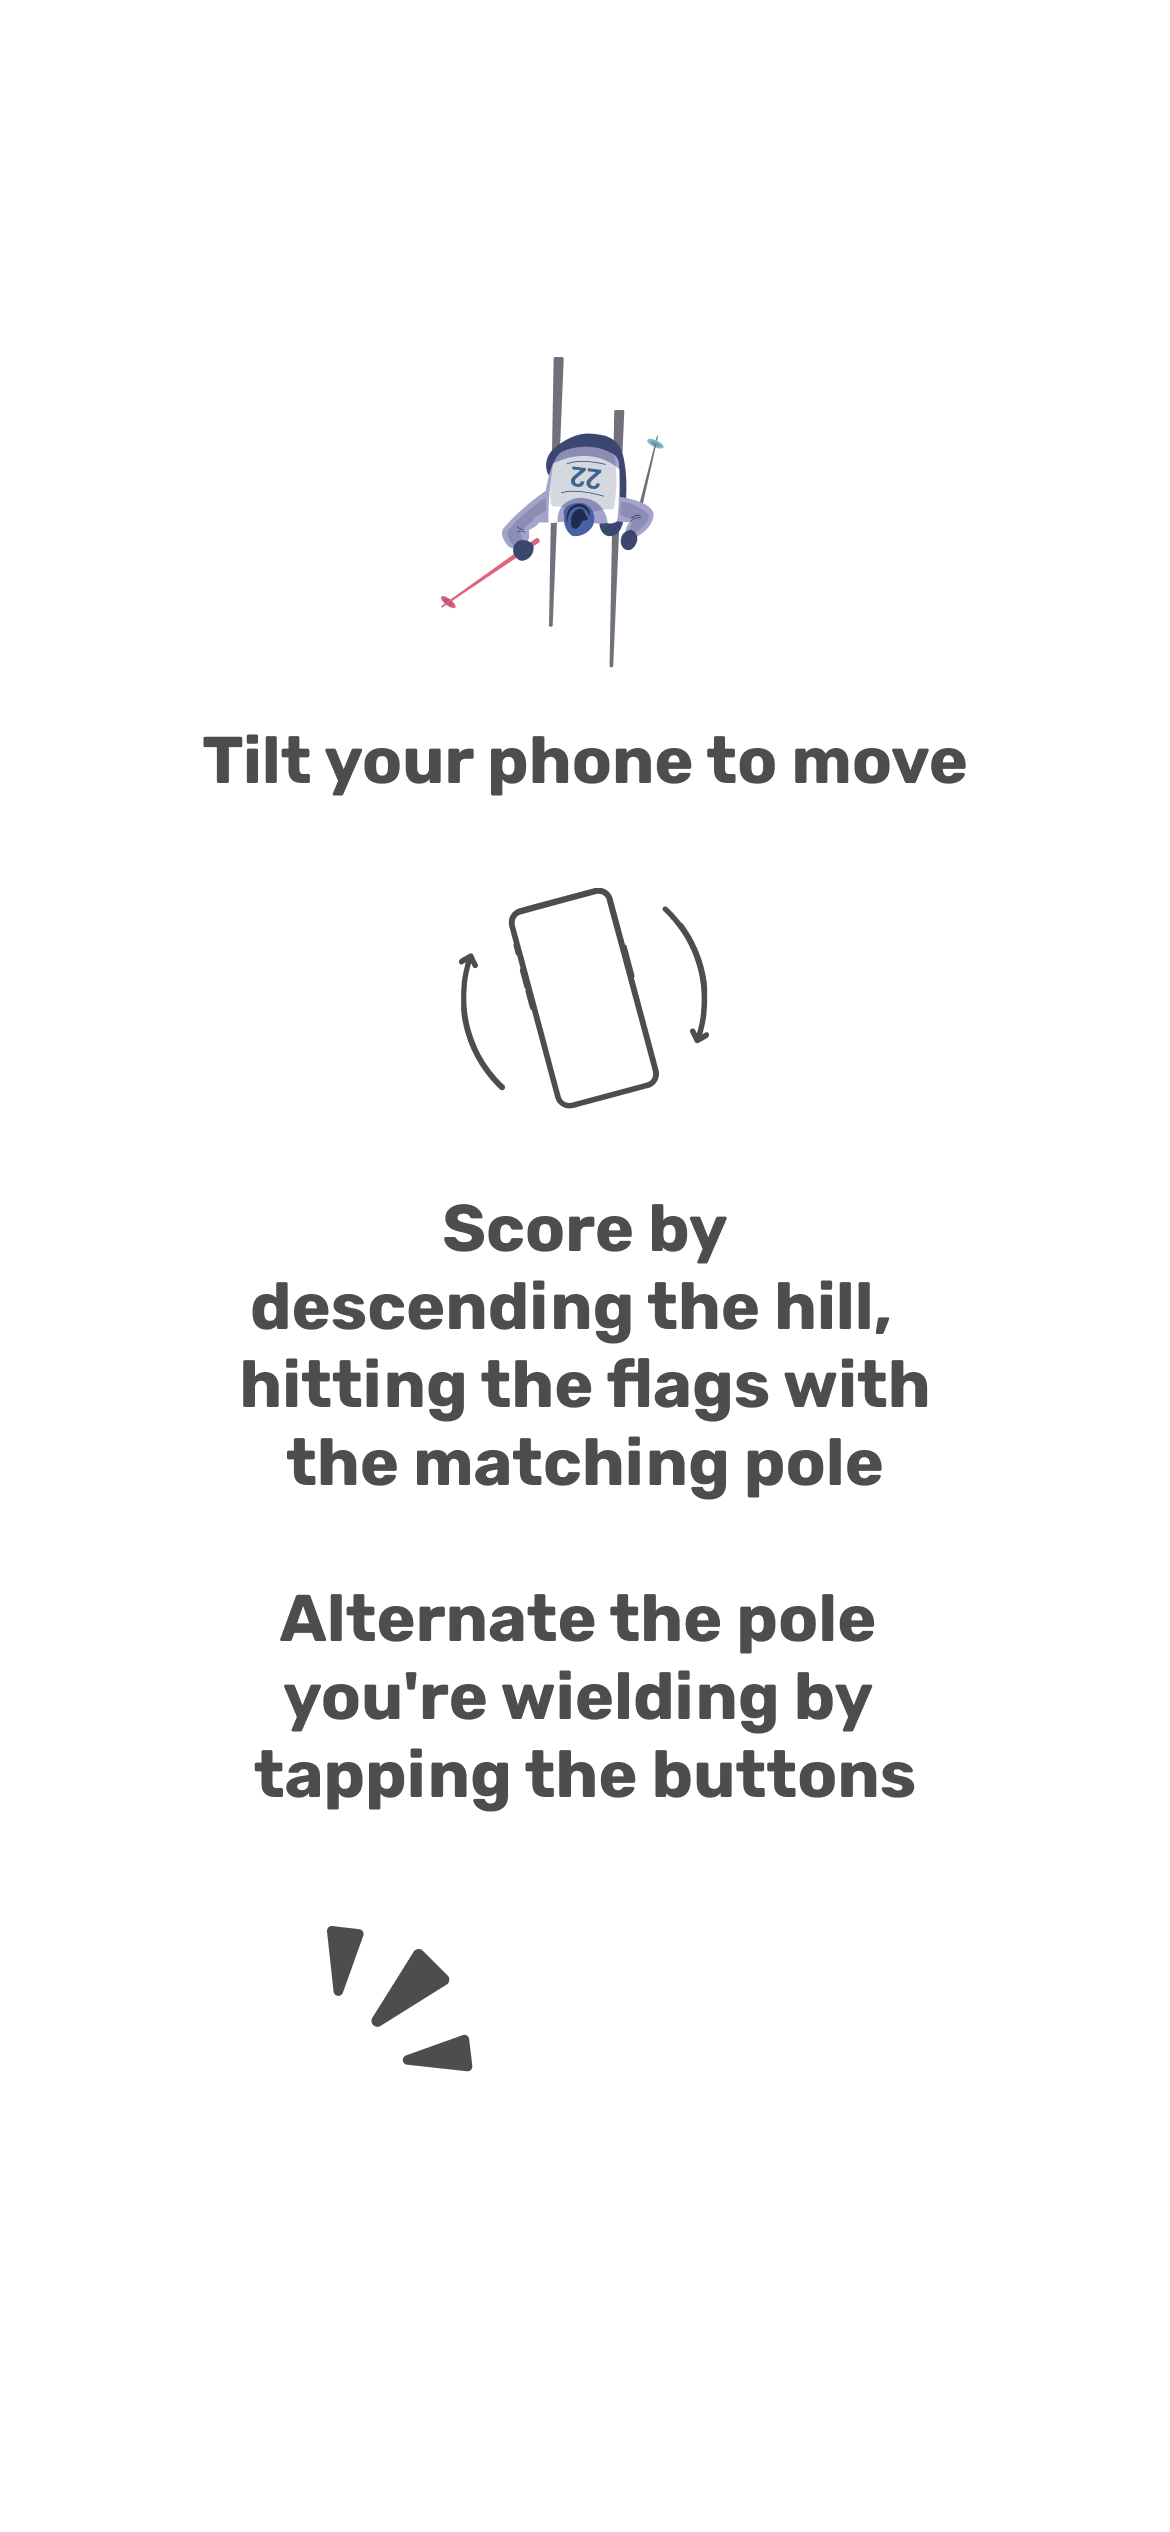 22
Tilt your phone to move
Score by
descending the hill,
hitting the flags with
the matching pole
Alternate the pole
you're wielding by
tapping the buttons